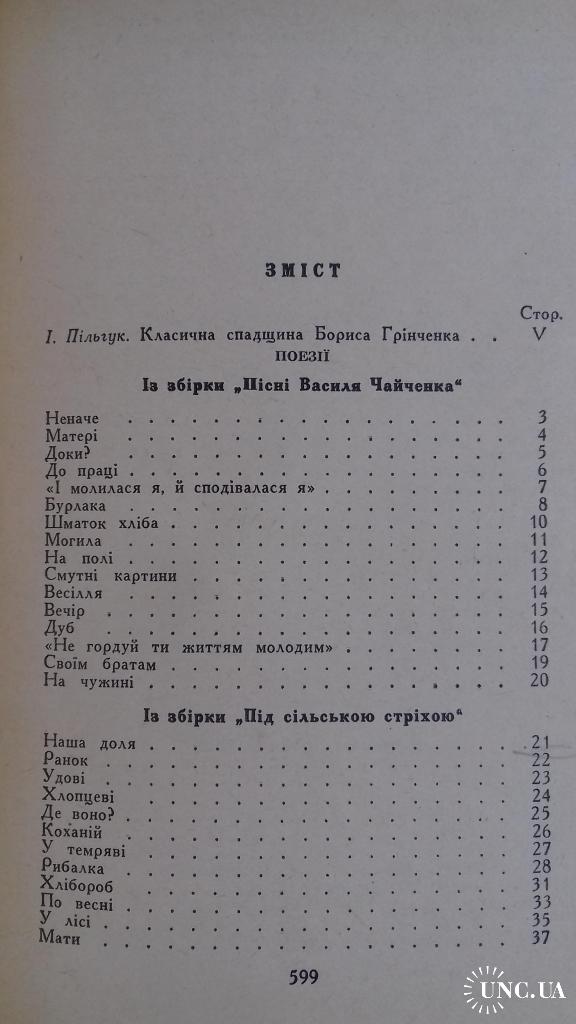 ЗМІСТ
Стор.
І. Пільгук. Класична спадщина Бориса Грінченка . . V
ПОЕЗІЇ
Із збірки „Пісні Василя Чайченка“
Неначе 3
Матері 4
Доки? 5
До праці 6
«І молилася я, й сподівалася я» 7
Бурлака 8
Шматок хліба 10
Могила 11
На полі 12
Смутні картини 13
Весілля 14
Вечір 15
Дуб 16
«Не гордуй ти життям молодим» 17
Своїм братам 19
На чужині 20
Із збірки „Під сільською стріхою“
Наша доля 21
Ранок 22
Удові 23
Хлопцеві 24
Де воно? 25
Коханій 26
У темряві 27
Рибалка 28
Хлібороб 31
По весні 33
У лісі 35
Мати 37
599
UNC.UA